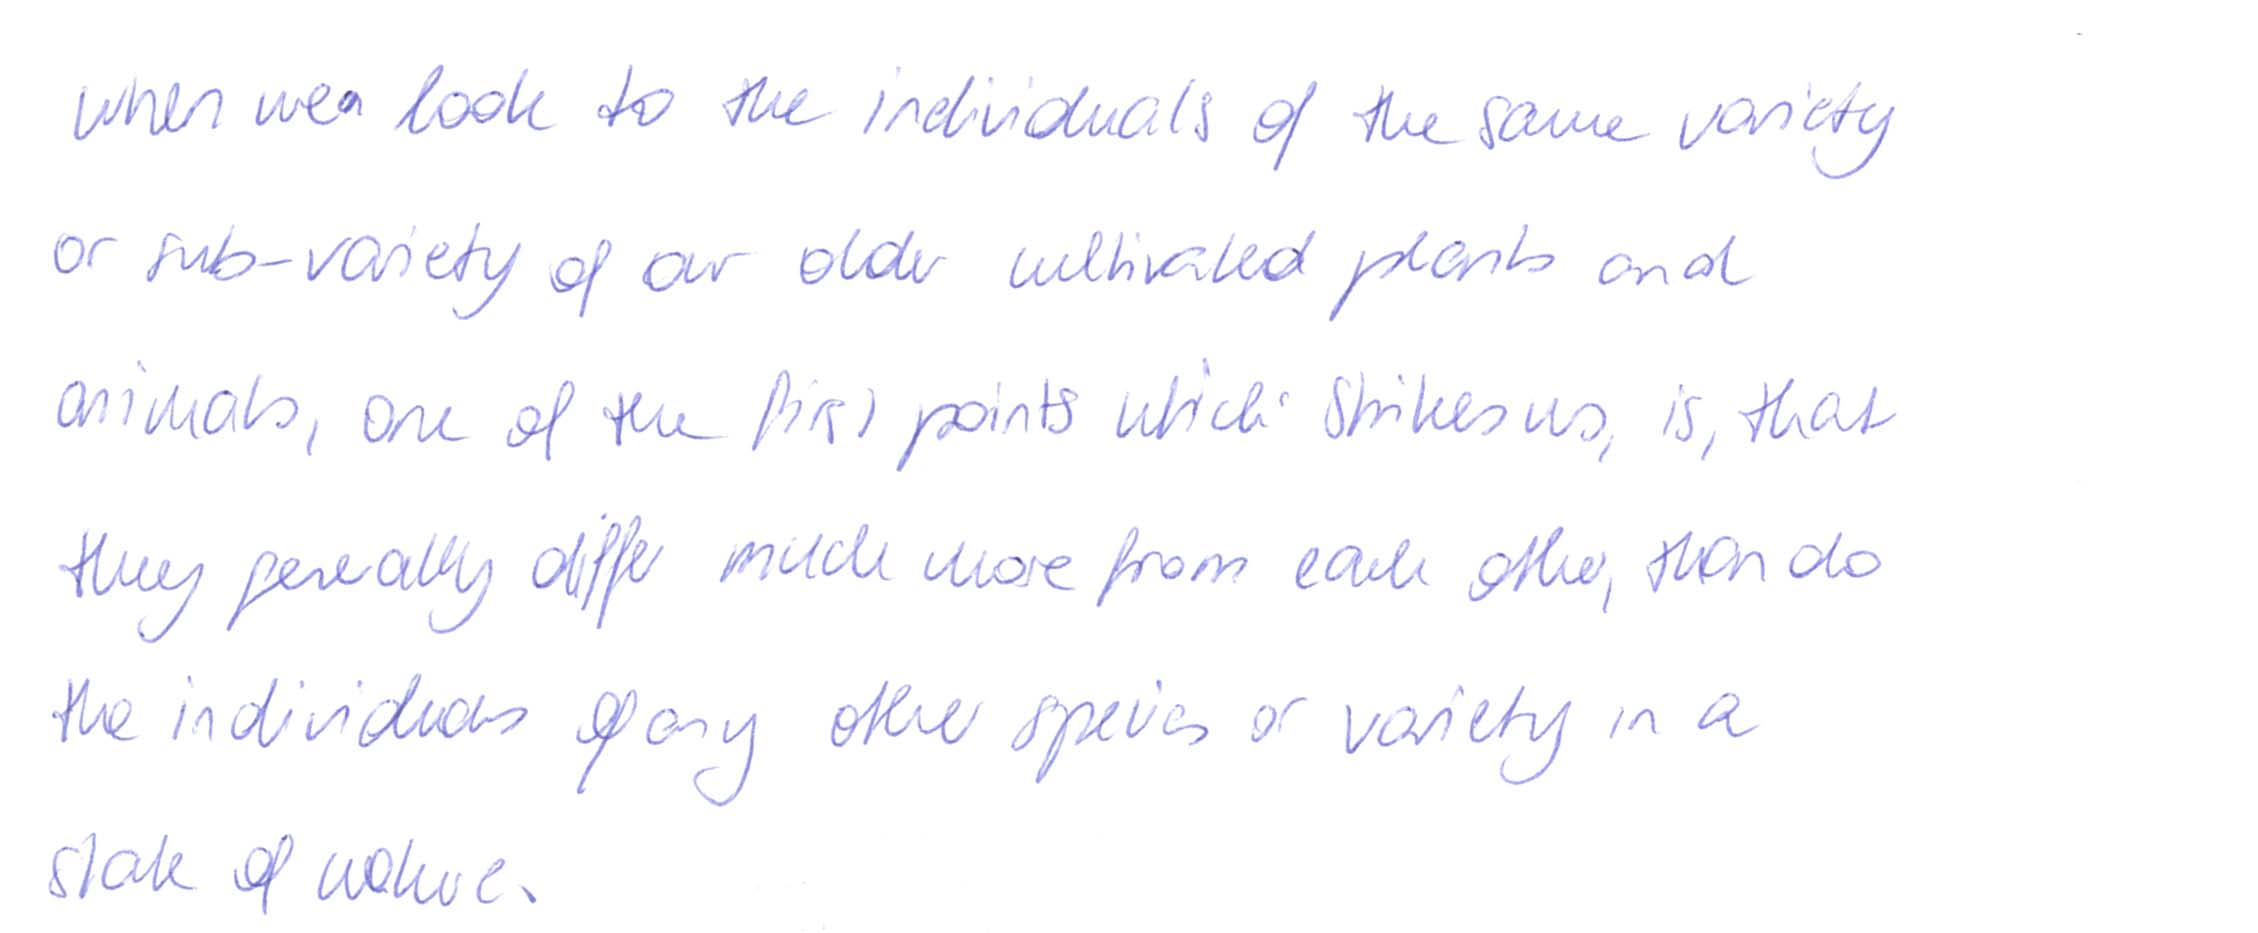 when we look to the individuals of the same variety
or sub-variety of our older cultivated plants and
animals, one of the first points which strikes us, is, that
they generally differ much more from each other, than do
the individuals of any other species or variety in a
state of nature.